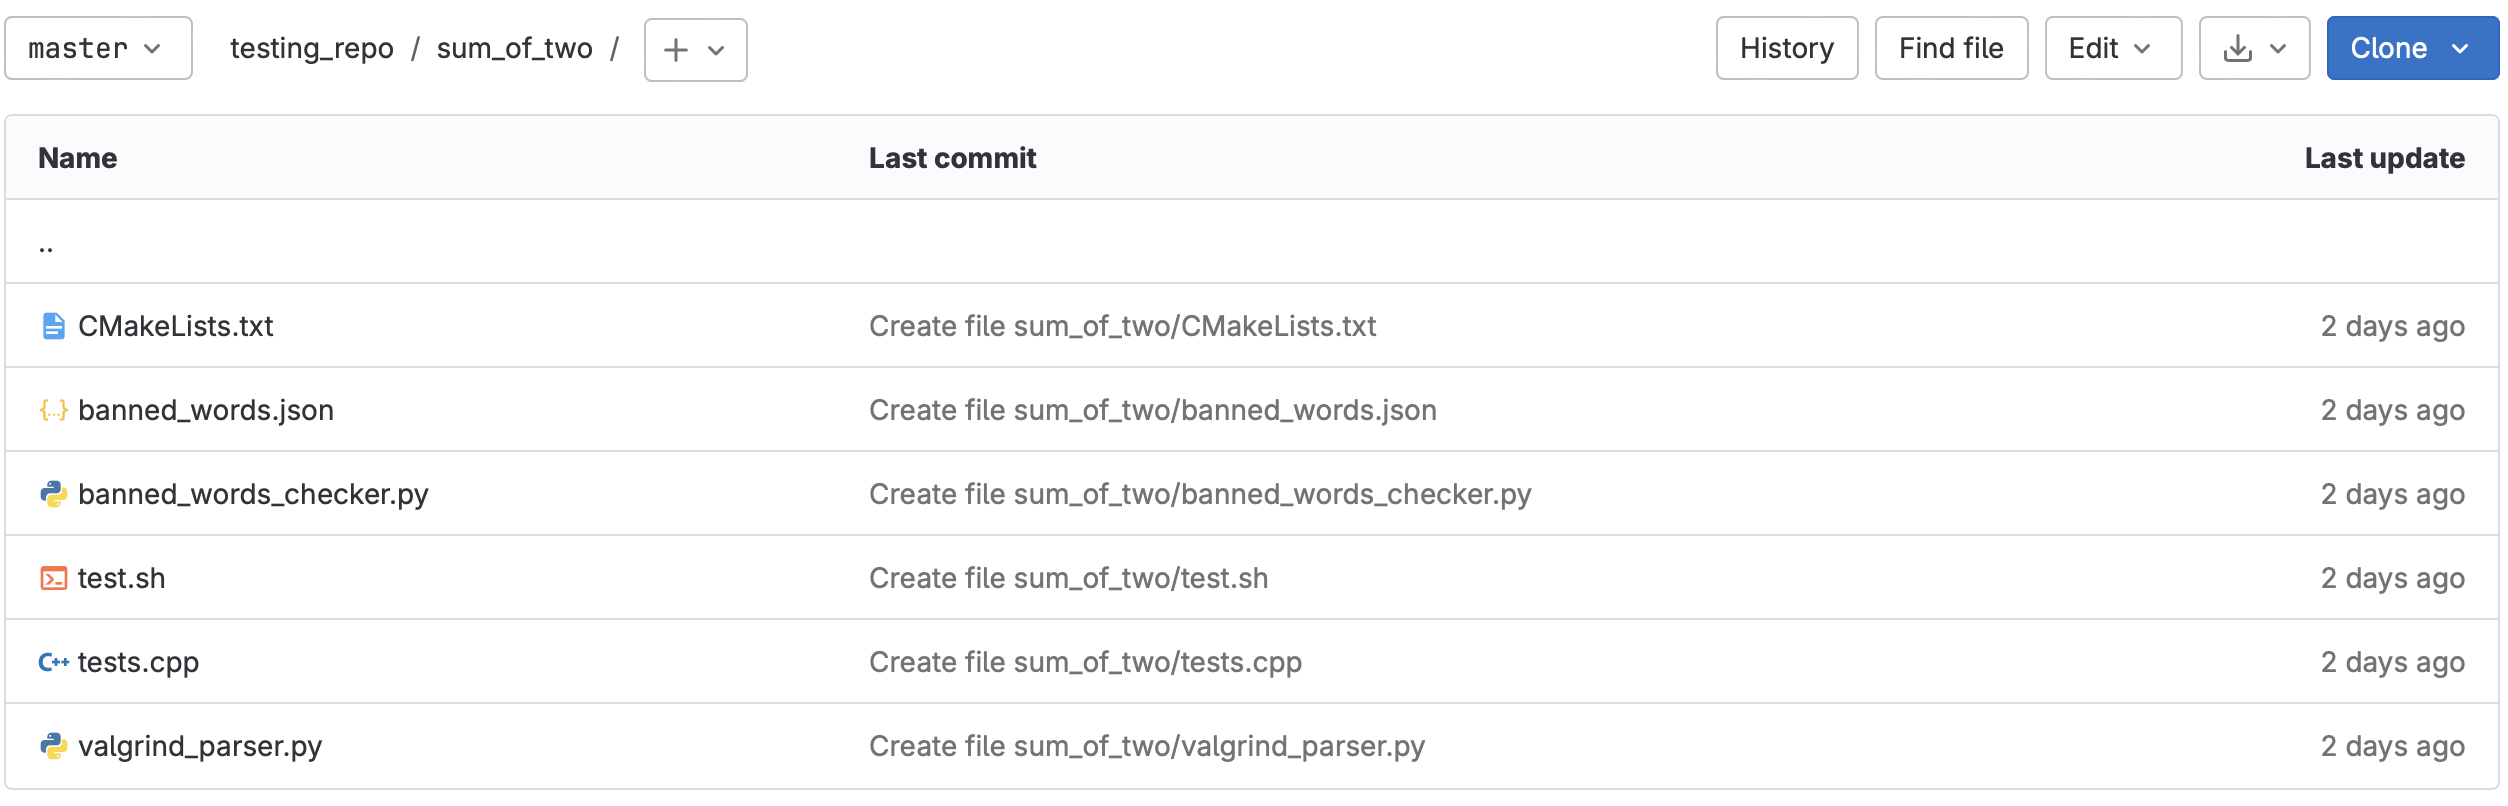 master testing_repo / sum_of_two / + History Find file Edit Clone
Name Last commit Last update
..
CMakeLists.txt Create file sum_of_two/CMakeLists.txt 2 days ago
{...} banned_words.json Create file sum_of_two/banned_words.json 2 days ago
banned_words_checker.py Create file sum_of_two/banned_words_checker.py 2 days ago
test.sh Create file sum_of_two/test.sh 2 days ago
C++ tests.cpp Create file sum_of_two/tests.cpp 2 days ago
valgrind_parser.py Create file sum_of_two/valgrind_parser.py 2 days ago